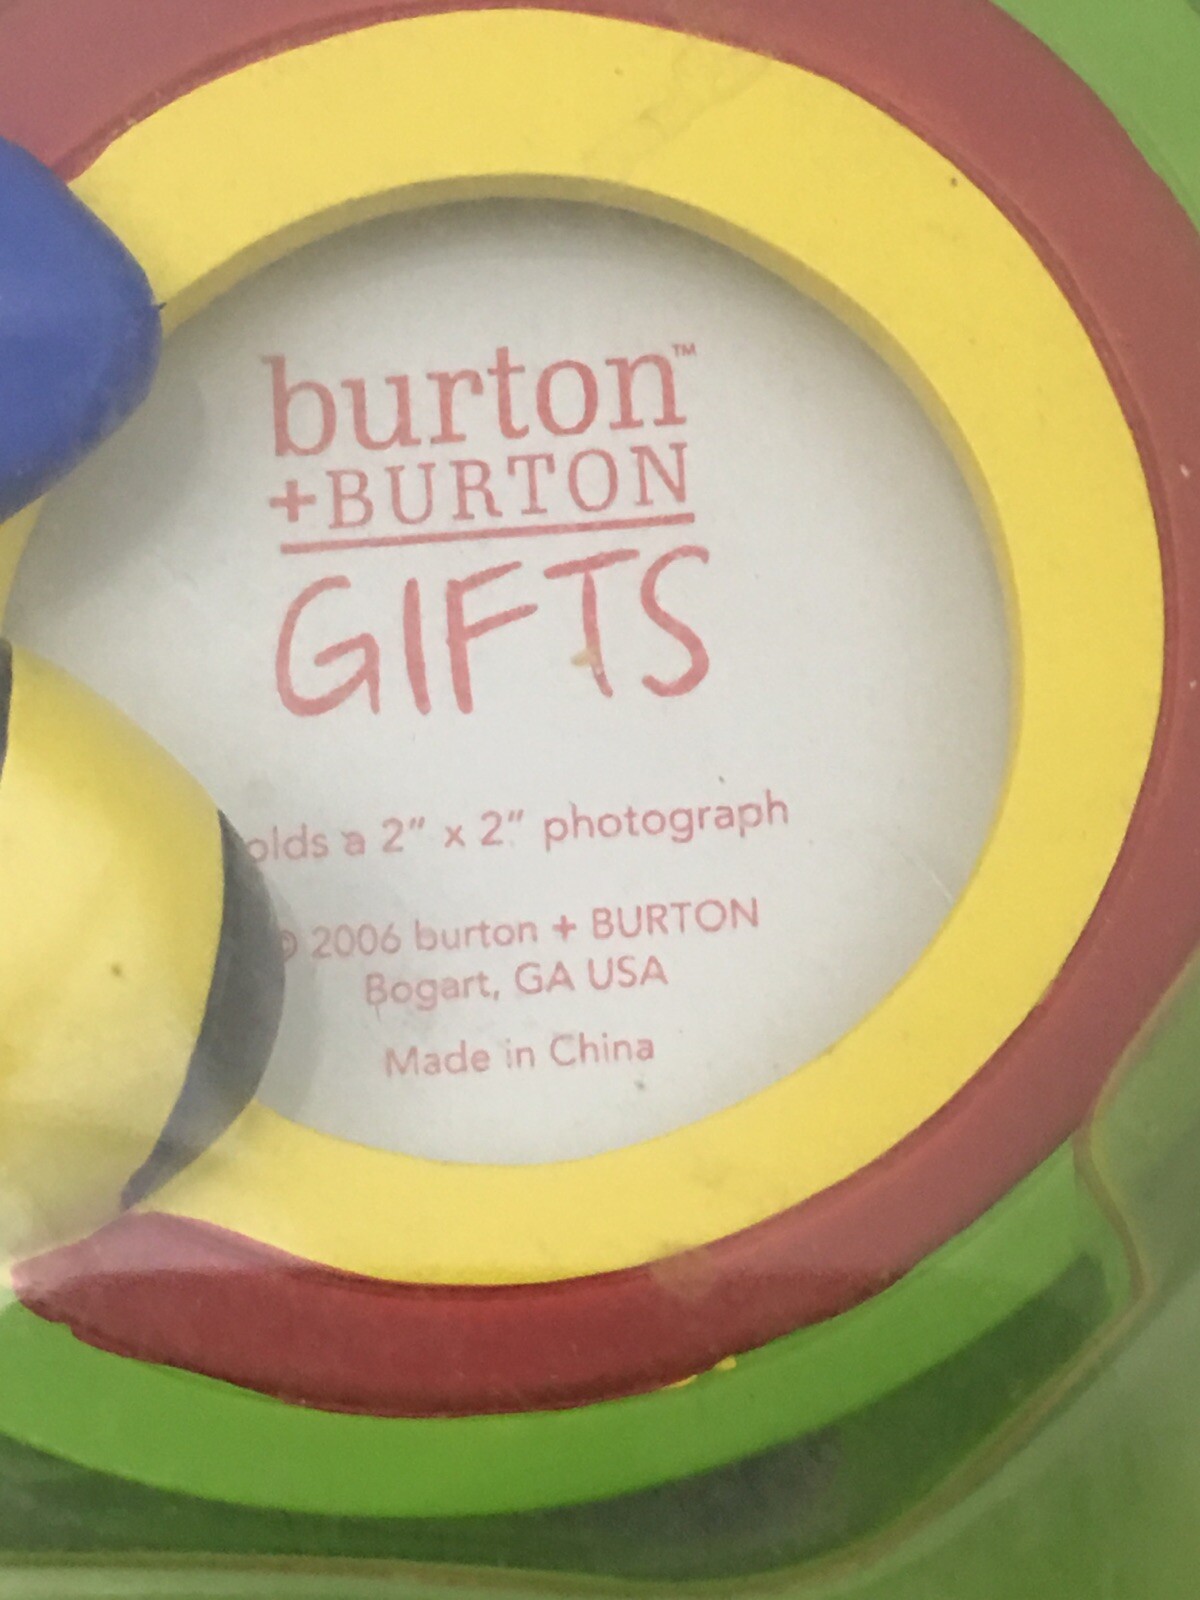 burton™
+BURTON
GIFTS
olds a 2" x 2" photograph
© 2006 burton + BURTON
Bogart, GA USA
Made in China